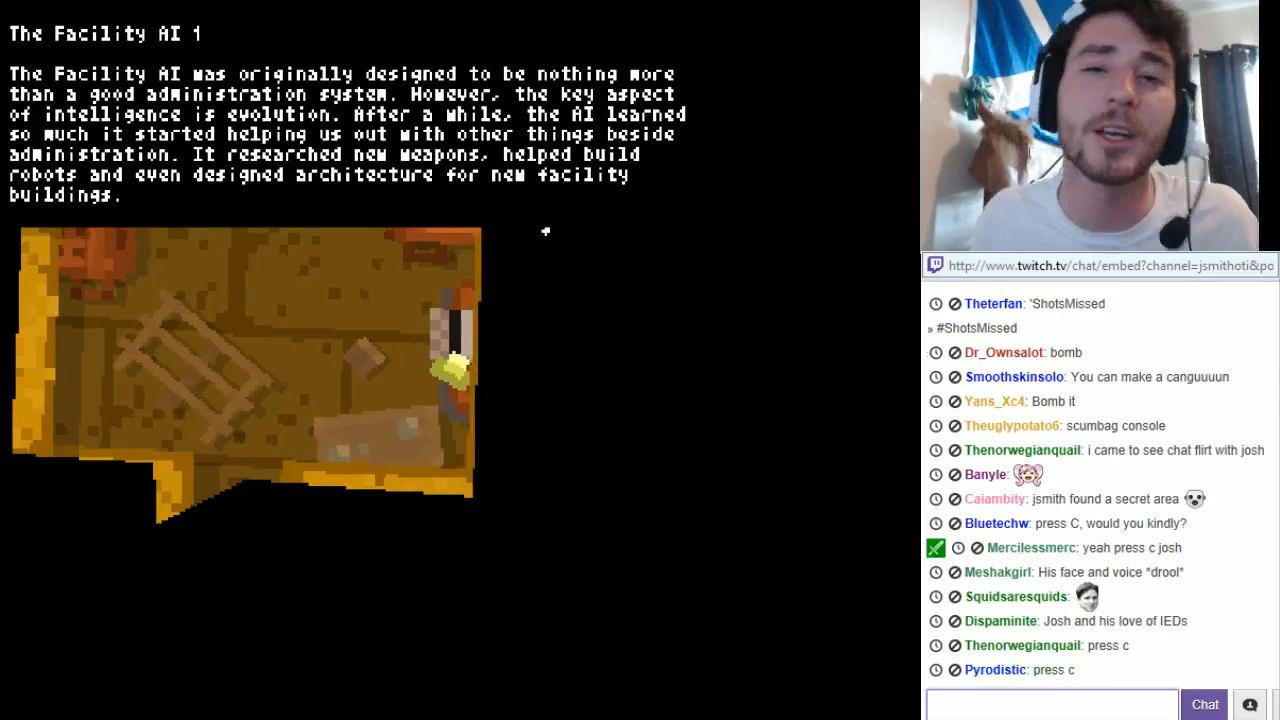 The Facility AI 1
The Facility AI was originally designed to be nothing more
than a good administration system. However, the key aspect
of intelligence is evolution. After a while, the AI learned
so much it started helping us out with other things beside
administration. It researched new weapons, helped build
robots and even designed architecture for new facility
buildings.
http://www.twitch.tv/chat/embed?channel=jsmithoti&po
Theterfan: 'ShotsMissed
» #ShotsMissed
Dr_Ownsalot: bomb
Smoothskinsolo: You can make a canguuuun
Yans_Xc4: Bomb it
Theuglypotato6: scumbag console
Thenorwegianquail: i came to see chat flirt with josh
Banyle:
Caiambity: jsmith found a secret area
Bluetechw: press C, would you kindly?
Mercilessmerc: yeah press c josh
Meshakgirl: His face and voice *drool*
Squidsaresquids:
Dispaminite: Josh and his love of IEDs
Thenorwegianquail: press c
Pyrodistic: press c
Chat